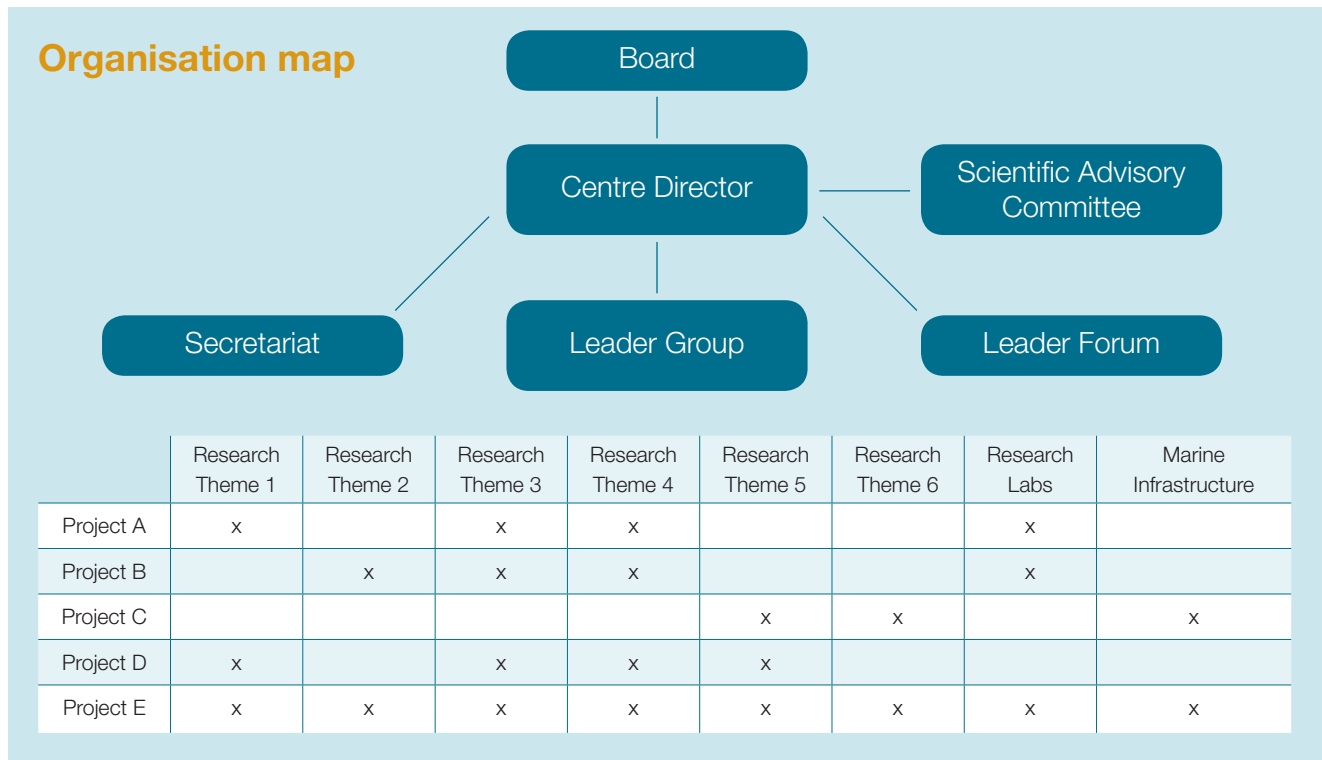 Organisation map
Board
Centre Director
Scientific Advisory
Committee
Secretariat
Leader Group
Leader Forum
Research Theme 1 Research Theme 2 Research Theme 3 Research Theme 4 Research Theme 5 Research Theme 6 Research Labs Marine Infrastructure
Project A x x x x
Project B x x x x
Project C x x x
Project D x x x x
Project E x x x x x x x x